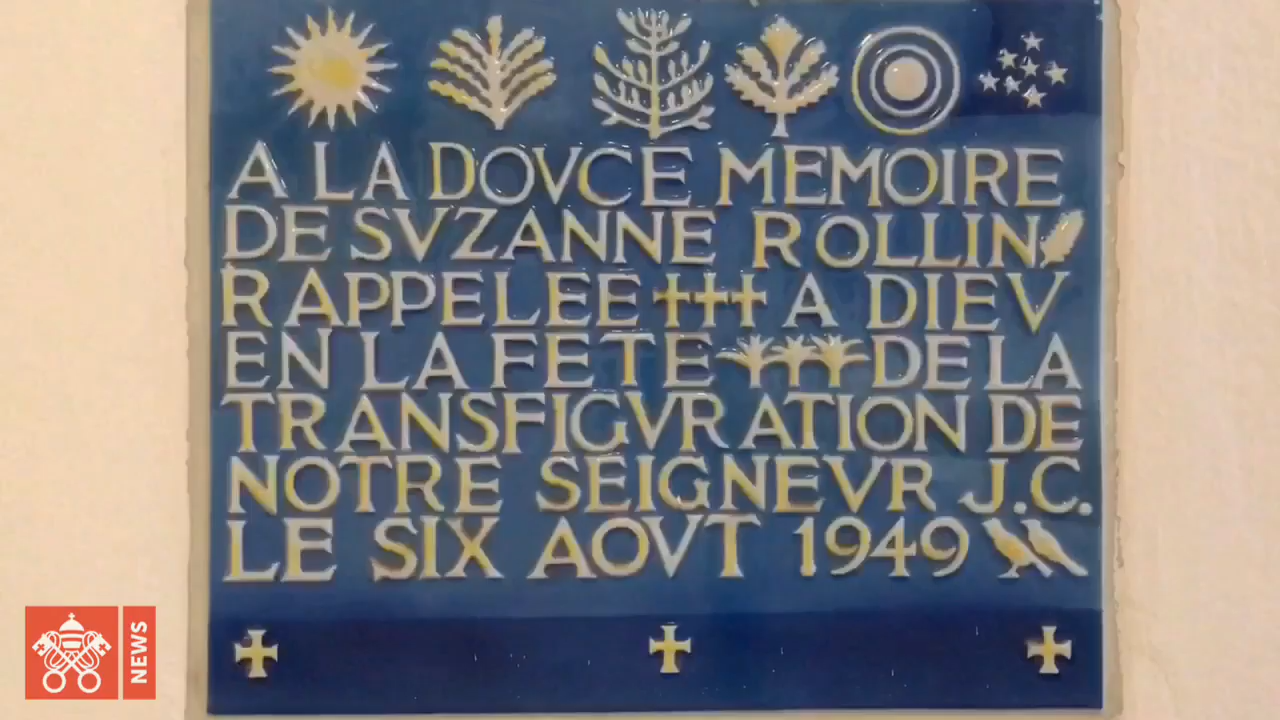 A LA DOVCE MEMOIRE
DE SVZANNE ROLLIN
RAPPELEE A DIEV
EN LA FETE DE LA
TRANSFIGVRATION DE
NOTRE SEIGNEVR J.C.
LE SIX AOVT 1949
NEWS